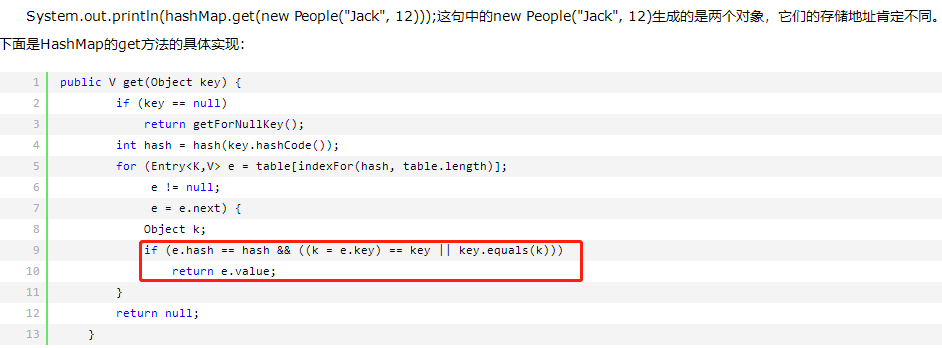 System.out.println(hashMap.get(new People("Jack", 12)));这句中的new People("Jack", 12)生成的是两个对象，它们的存储地址肯定不同。
下面是HashMap的get方法的具体实现：
1 public V get(Object key) {
2 if (key == null)
3 return getForNullKey();
4 int hash = hash(key.hashCode());
5 for (Entry<K,V> e = table[indexFor(hash, table.length)];
6 e != null;
7 e = e.next) {
8 Object k;
9 if (e.hash == hash && ((k = e.key) == key || key.equals(k)))
10 return e.value;
11 }
12 return null;
13 }